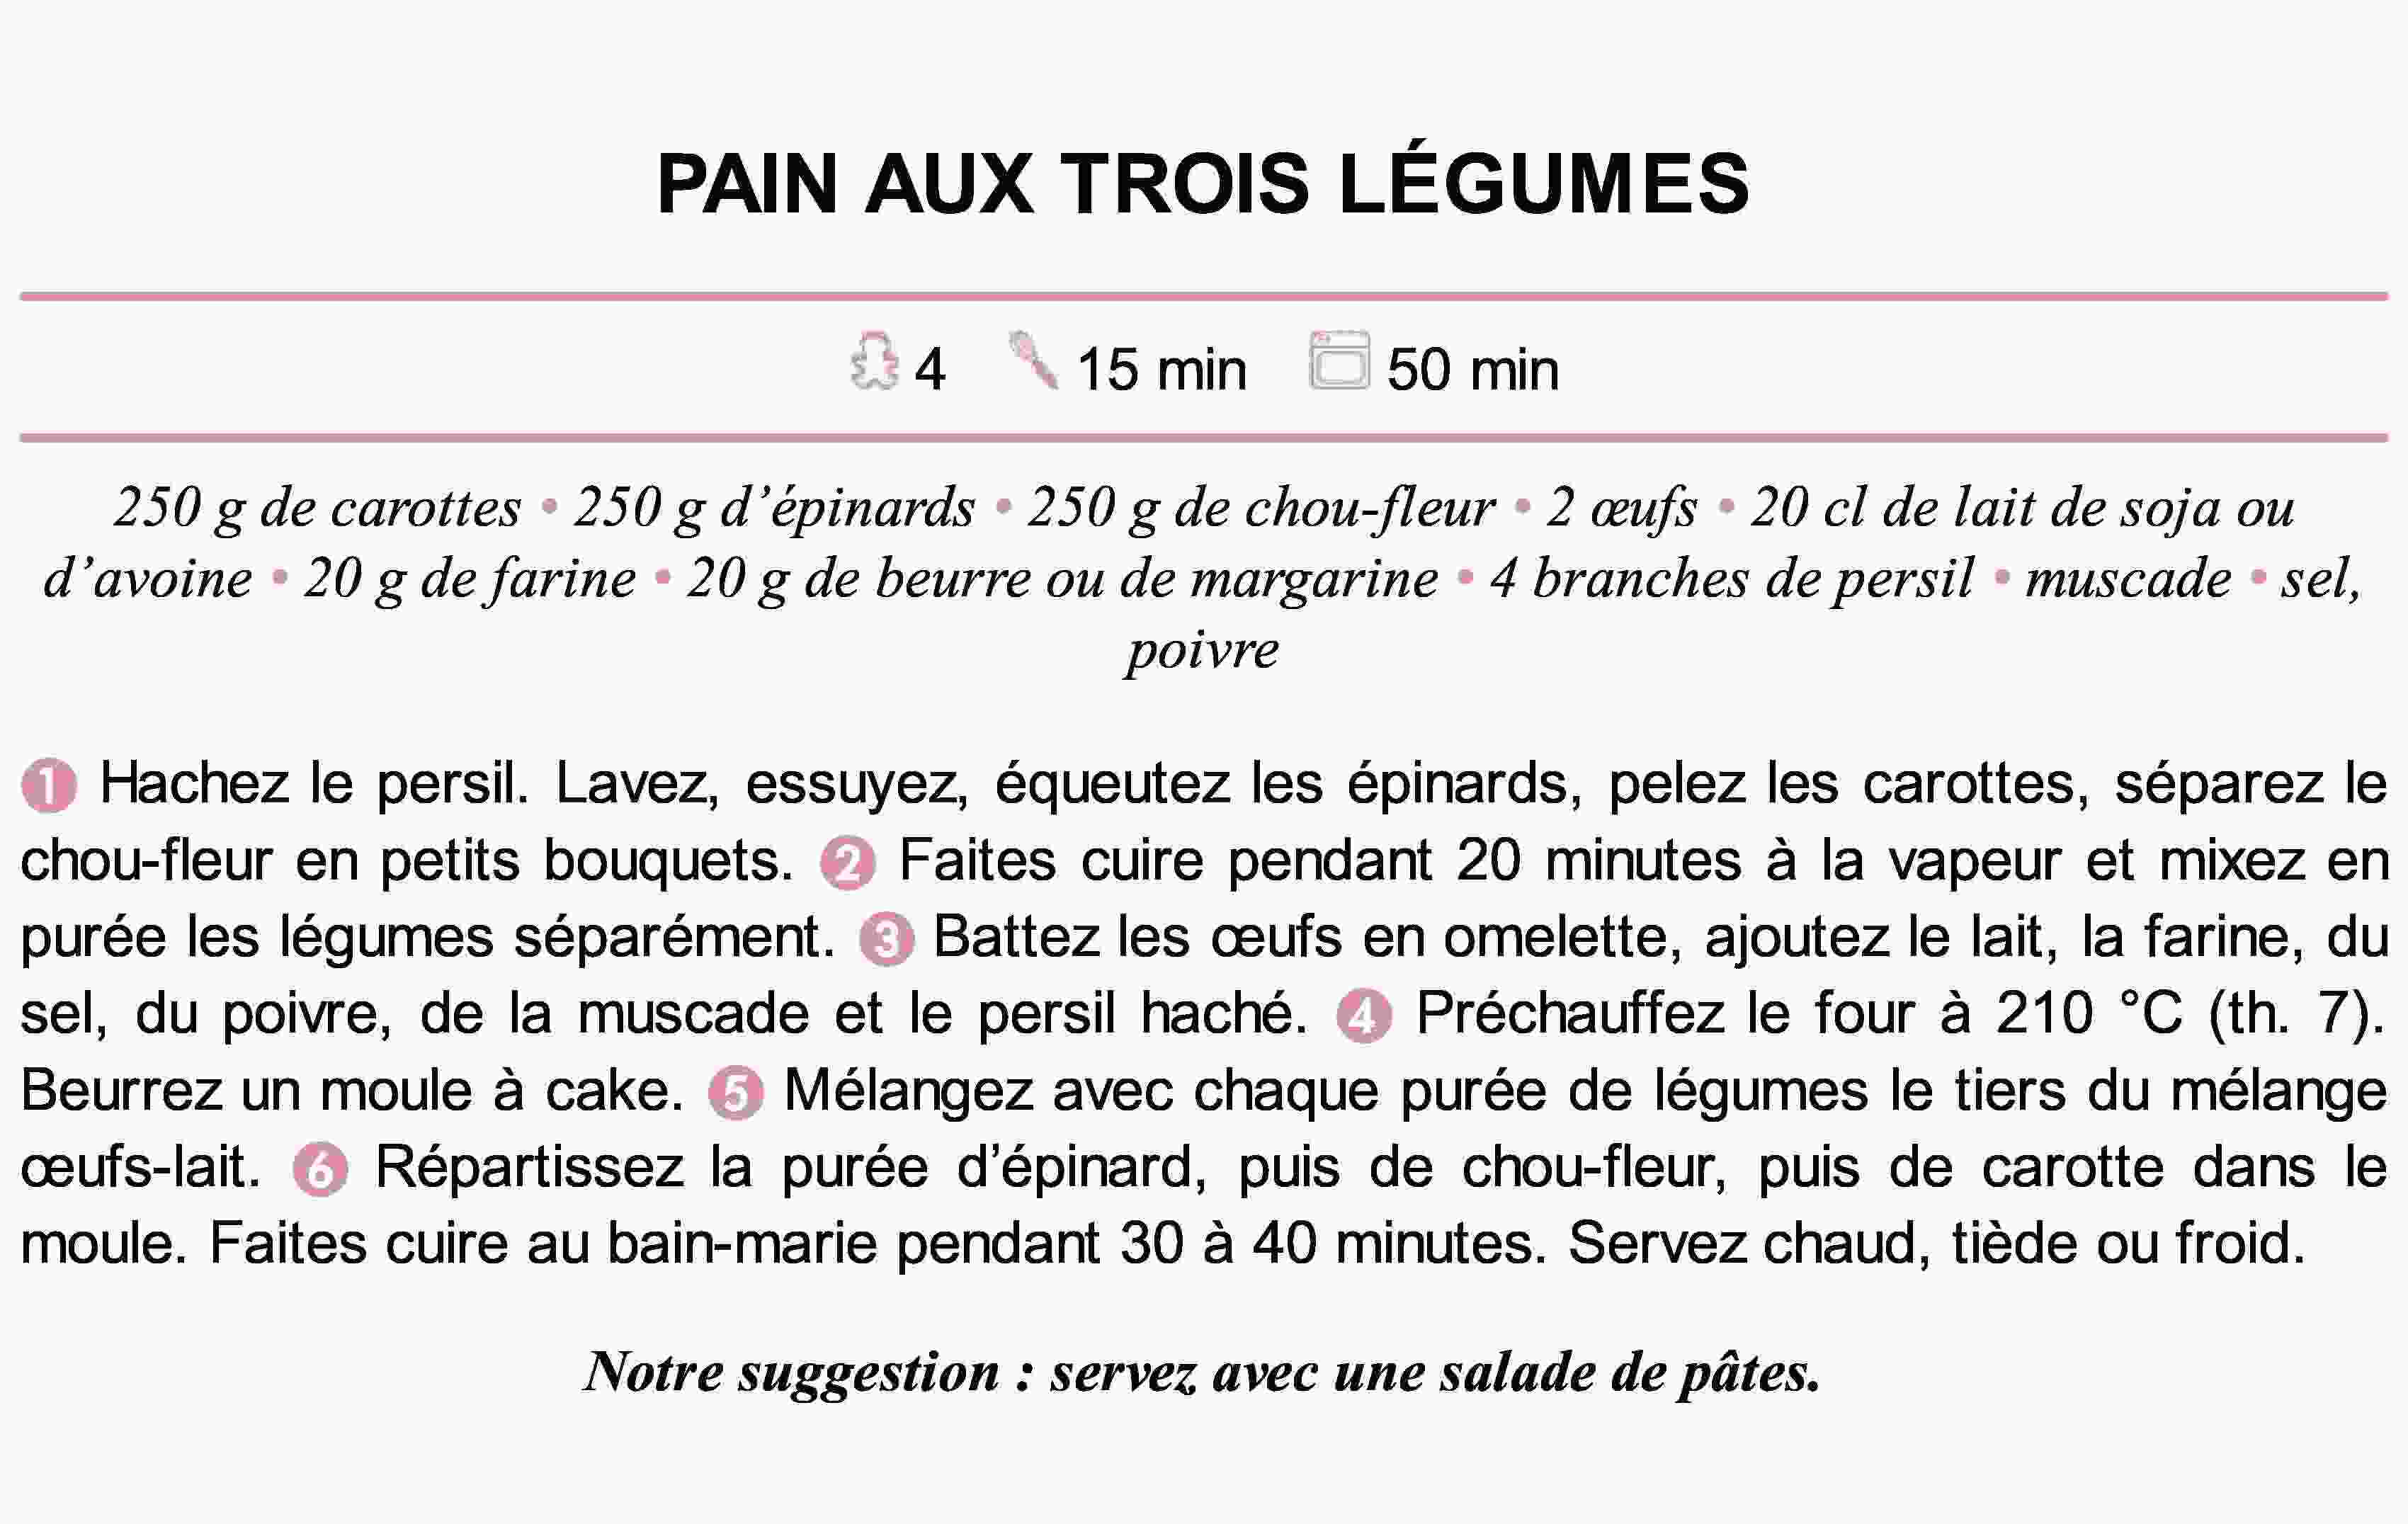 PAIN AUX TROIS LÉGUMES
4 15 min 50 min
250 g de carottes • 250 g d’épinards • 250 g de chou-fleur • 2 œufs • 20 cl de lait de soja ou
d’avoine • 20 g de farine • 20 g de beurre ou de margarine • 4 branches de persil • muscade • sel,
poivre
1 Hachez le persil. Lavez, essuyez, équeutez les épinards, pelez les carottes, séparez le
chou-fleur en petits bouquets. 2 Faites cuire pendant 20 minutes à la vapeur et mixez en
purée les légumes séparément. 3 Battez les œufs en omelette, ajoutez le lait, la farine, du
sel, du poivre, de la muscade et le persil haché. 4 Préchauffez le four à 210 °C (th. 7).
Beurrez un moule à cake. 5 Mélangez avec chaque purée de légumes le tiers du mélange
œufs-lait. 6 Répartissez la purée d’épinard, puis de chou-fleur, puis de carotte dans le
moule. Faites cuire au bain-marie pendant 30 à 40 minutes. Servez chaud, tiède ou froid.
Notre suggestion : servez avec une salade de pâtes.